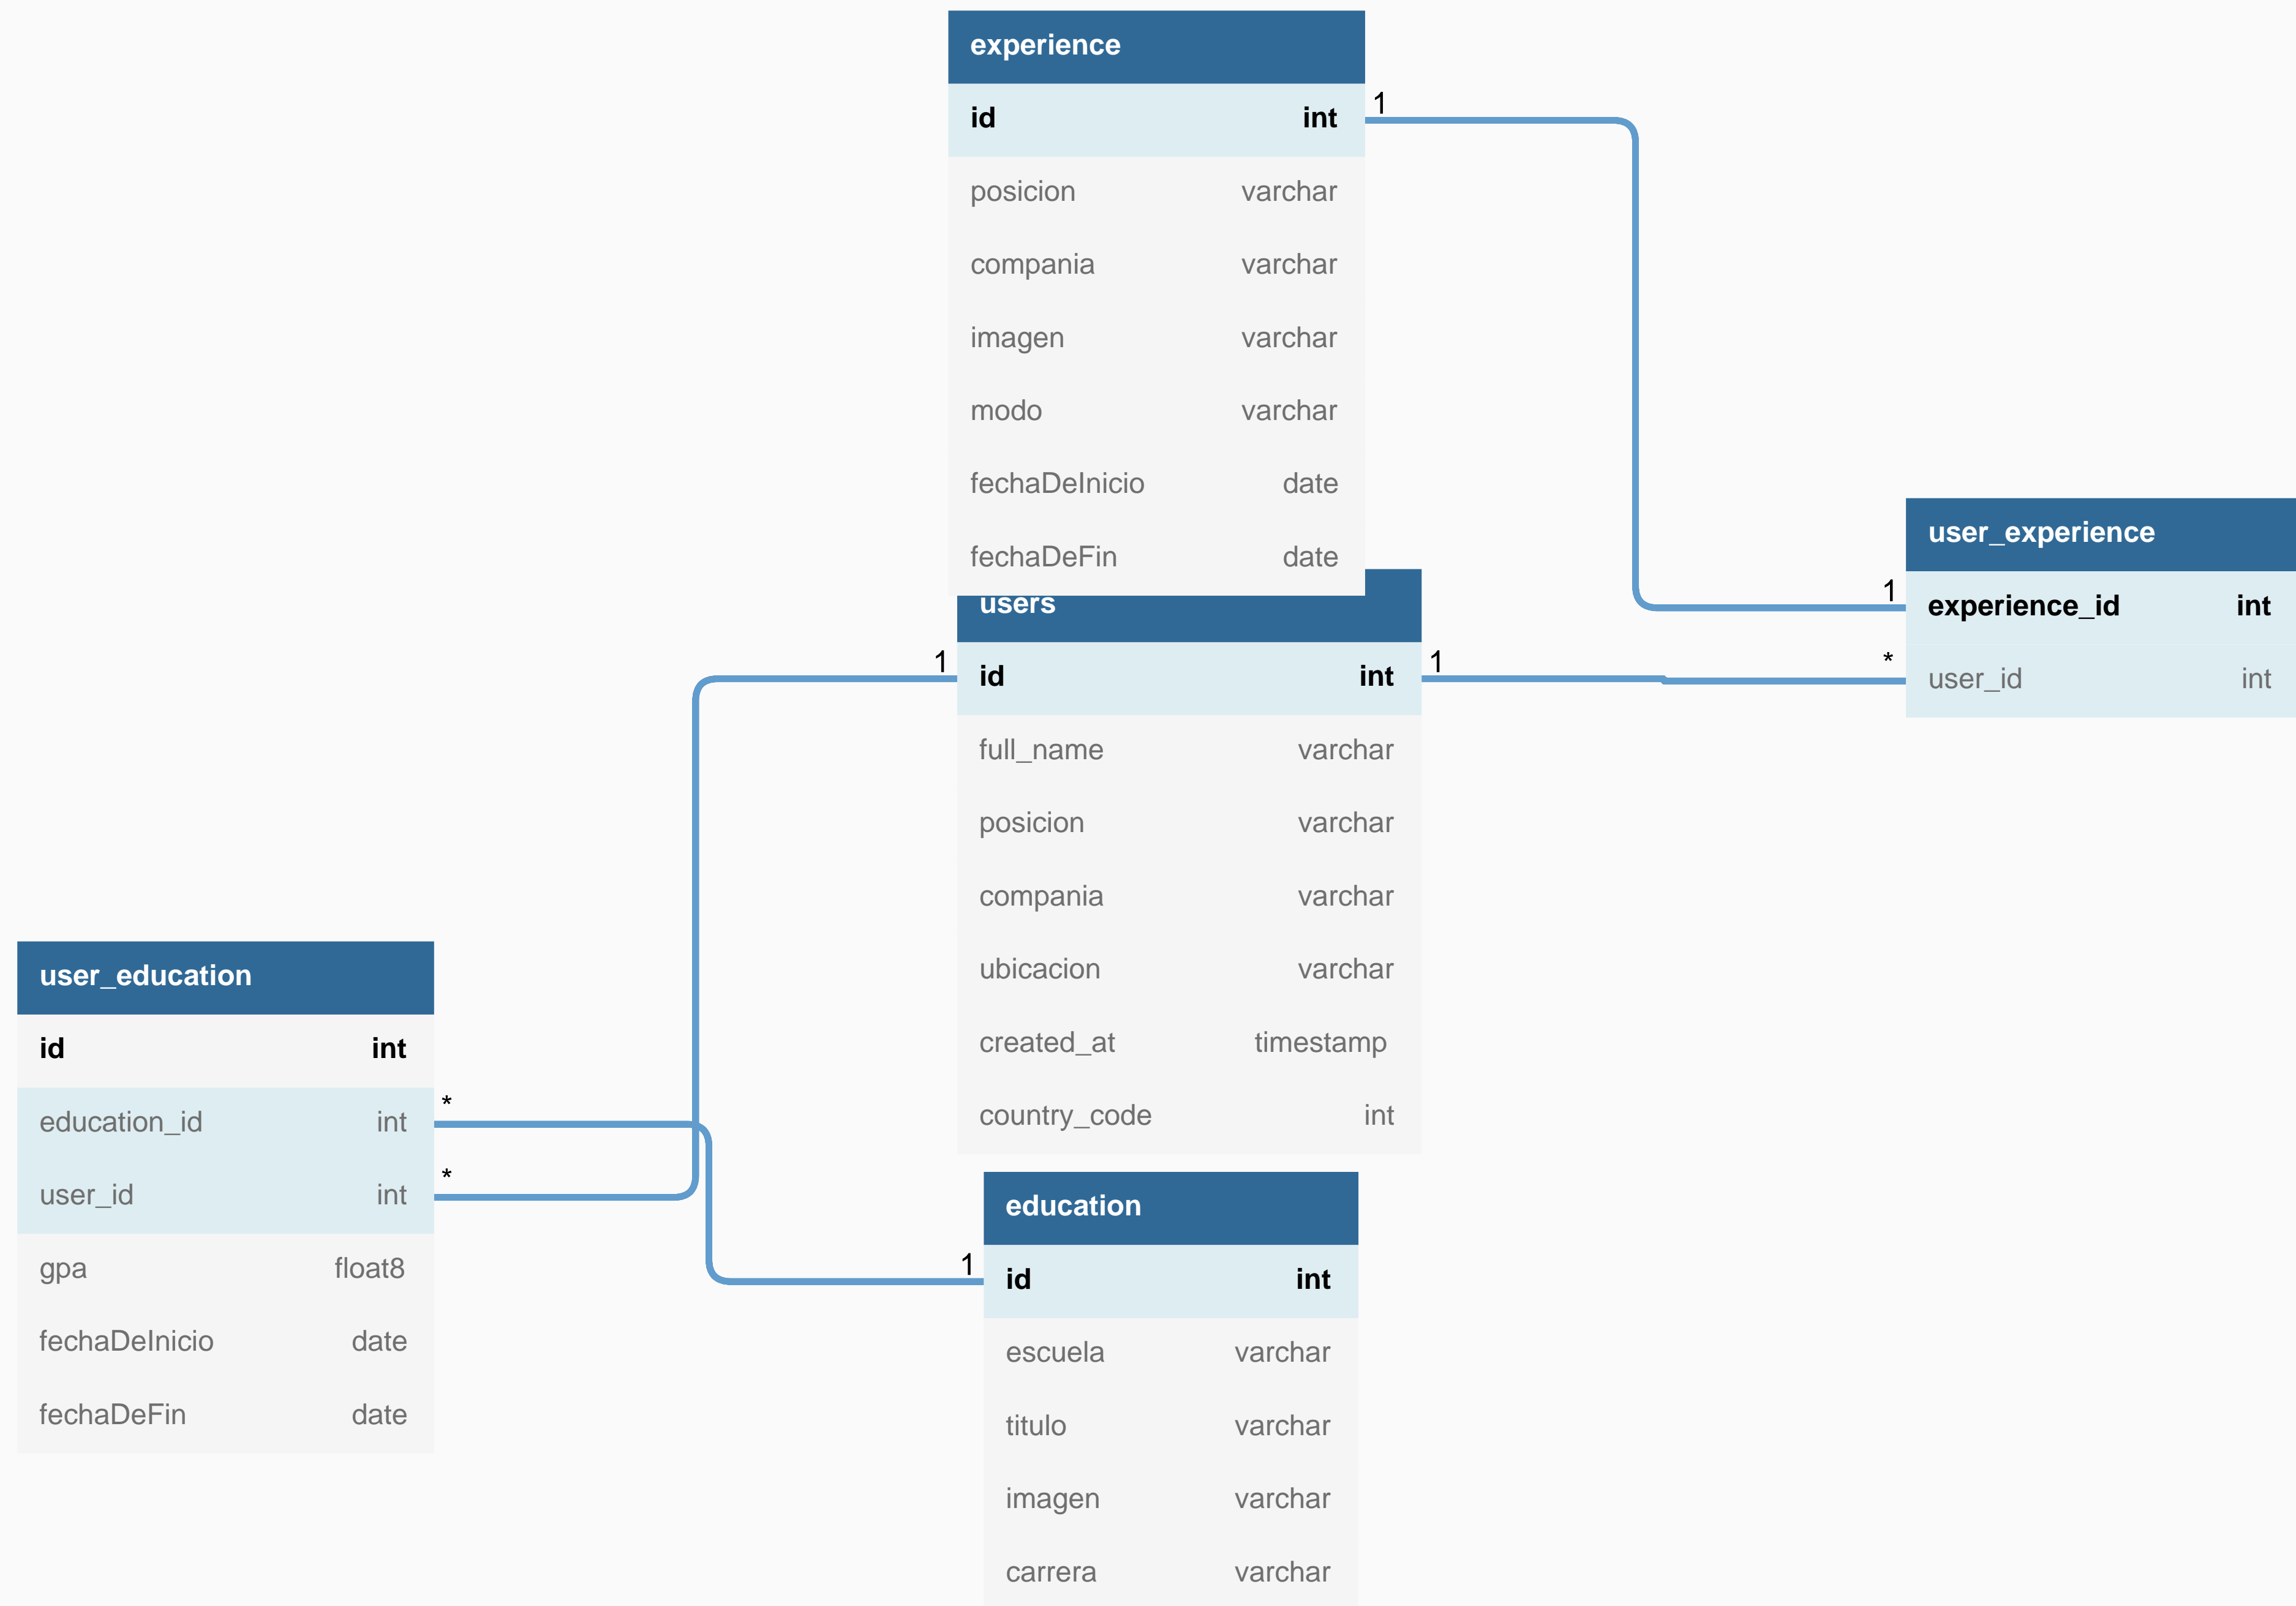 experience
id int
posicion varchar
compania varchar
imagen varchar
modo varchar
fechaDeInicio date
fechaDeFin date
1
1
*
user_experience
experience_id int
user_id int
users
1
1
id int
full_name varchar
posicion varchar
compania varchar
ubicacion varchar
created_at timestamp
country_code int
user_education
id int
education_id int
user_id int
gpa float8
fechaDeInicio date
fechaDeFin date
*
*
1
education
id int
escuela varchar
titulo varchar
imagen varchar
carrera varchar